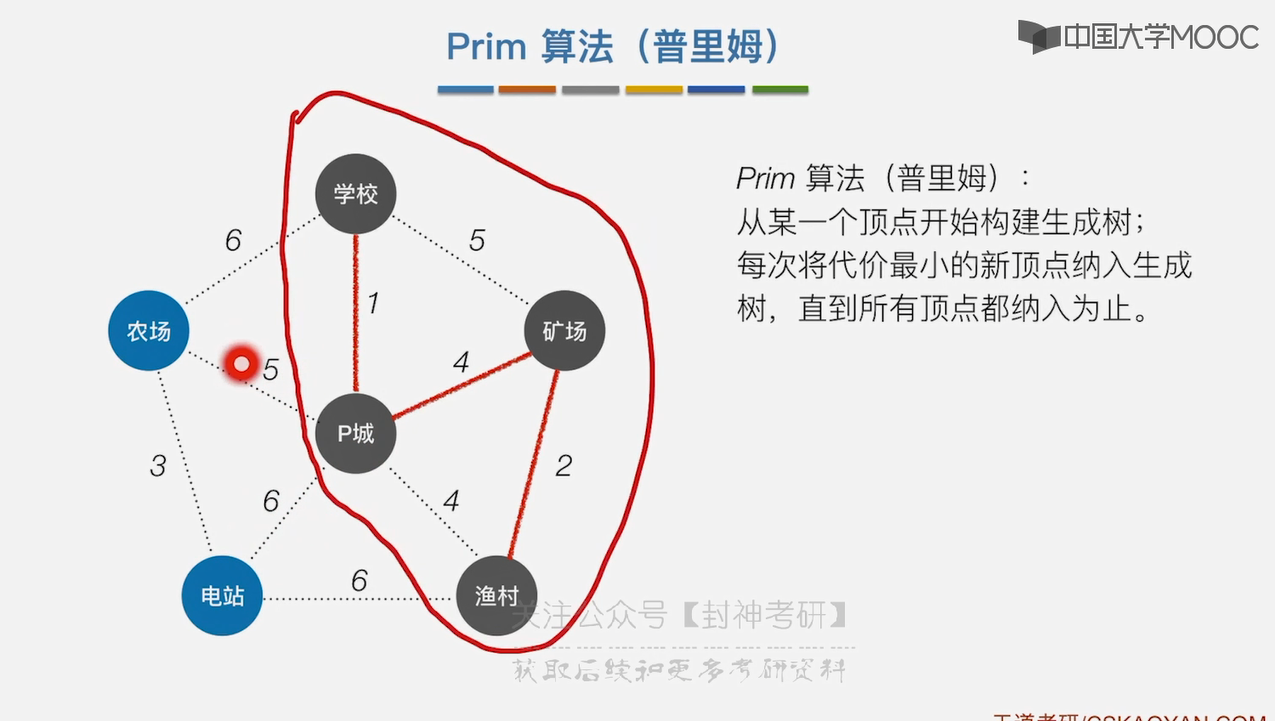 Prim 算法（普里姆）
中国大学MOOC
学校
6
5
Prim 算法（普里姆）：
从某一个顶点开始构建生成树；
每次将代价最小的新顶点纳入生成
树，直到所有顶点都纳入为止。
1
农场
矿场
5
4
P城
3
2
6
4
6
电站
渔村
关注公众号【封神考研】
获取后续和更多考研资料
王道考研/CSKAOYAN.COM